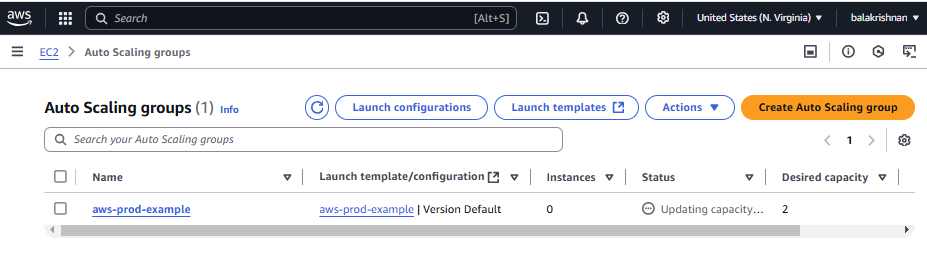 aws Search [Alt+S] United States (N. Virginia) balakrishnan
EC2 Auto Scaling groups
Auto Scaling groups (1) Info Launch configurations Launch templates Actions Create Auto Scaling group
Search your Auto Scaling groups 1
Name Launch template/configuration Instances Status Desired capacity
aws-prod-example aws-prod-example | Version Default 0 Updating capacity... 2